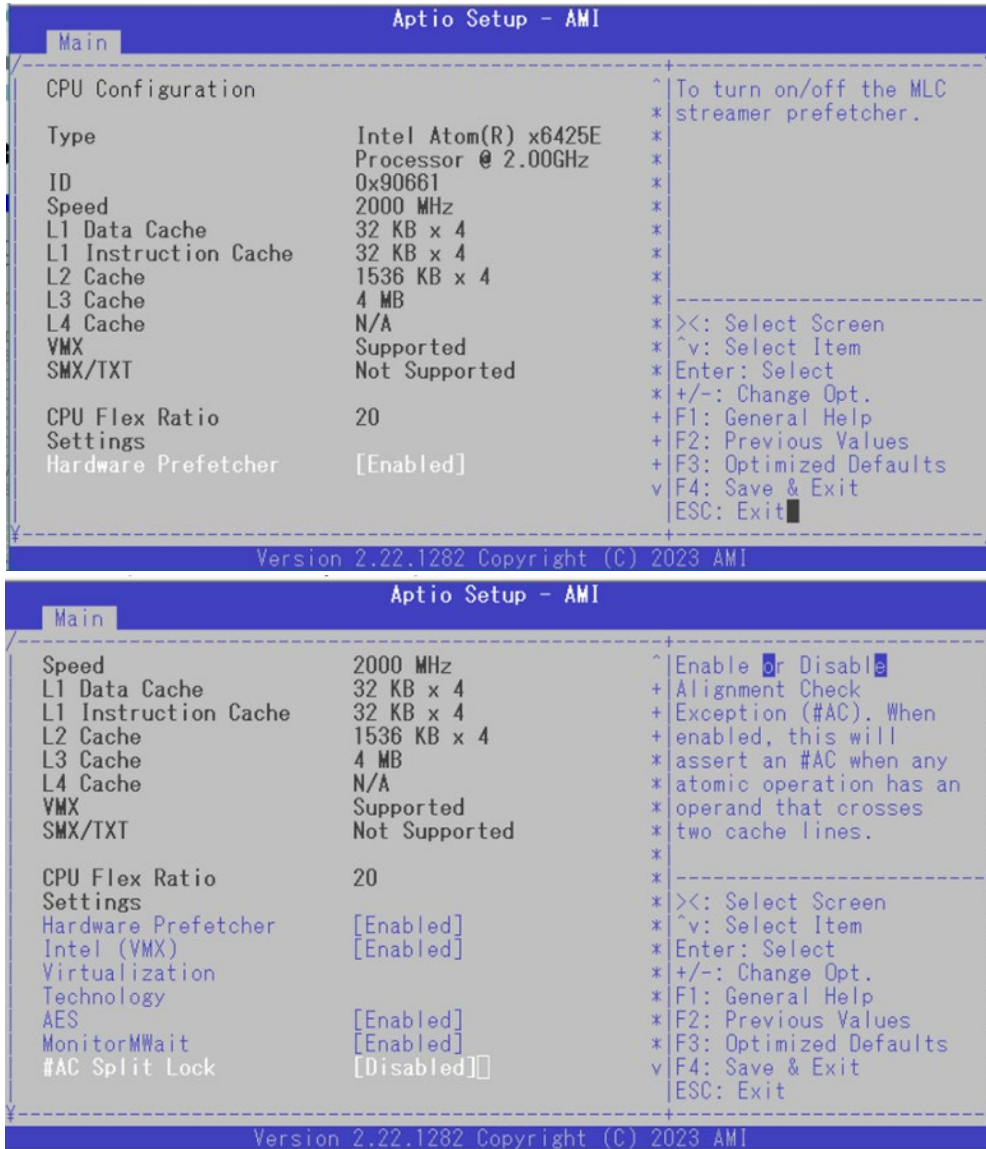 Aptio Setup - AMI
Main
CPU Configuration
Type Intel Atom(R) x6425E
Processor @ 2.00GHz
ID 0x90661
Speed 2000 MHz
L1 Data Cache 32 KB x 4
L1 Instruction Cache 32 KB x 4
L2 Cache 1536 KB x 4
L3 Cache 4 MB
L4 Cache N/A
VMX Supported
SMX/TXT Not Supported
CPU Flex Ratio 20
Settings
Hardware Prefetcher [Enabled]
To turn on/off the MLC
streamer prefetcher.
><: Select Screen
^v: Select Item
Enter: Select
+/-: Change Opt.
F1: General Help
F2: Previous Values
F3: Optimized Defaults
F4: Save & Exit
ESC: Exit
Version 2.22.1282 Copyright (C) 2023 AMI
Aptio Setup - AMI
Main
Speed 2000 MHz
L1 Data Cache 32 KB x 4
L1 Instruction Cache 32 KB x 4
L2 Cache 1536 KB x 4
L3 Cache 4 MB
L4 Cache N/A
VMX Supported
SMX/TXT Not Supported
CPU Flex Ratio 20
Settings
Hardware Prefetcher [Enabled]
Intel (VMX) [Enabled]
Virtualization
Technology
AES [Enabled]
MonitorMWait [Enabled]
#AC Split Lock [Disabled]
Enable or Disable
Alignment Check
Exception (#AC). When
enabled, this will
assert an #AC when any
atomic operation has an
operand that crosses
two cache lines.
><: Select Screen
^v: Select Item
Enter: Select
+/-: Change Opt.
F1: General Help
F2: Previous Values
F3: Optimized Defaults
F4: Save & Exit
ESC: Exit
Version 2.22.1282 Copyright (C) 2023 AMI